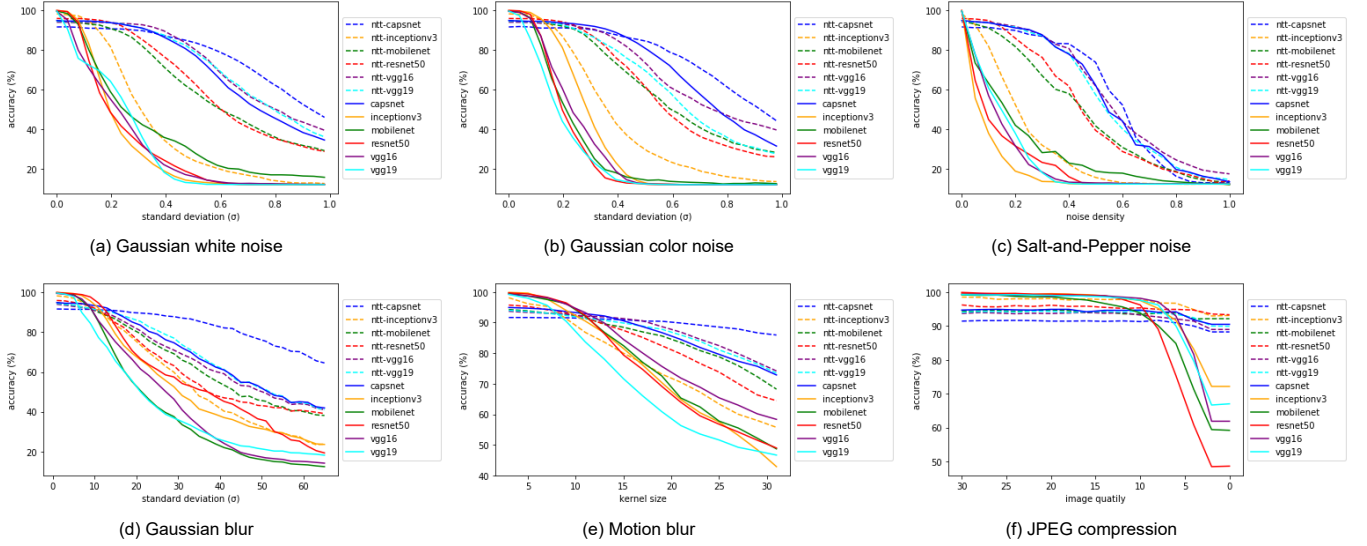 100
80
60
40
20
accuracy (%)
0.0 0.2 0.4 0.6 0.8 1.0
standard deviation (σ)
ntt-capsnet
ntt-inceptionv3
ntt-mobilenet
ntt-resnet50
ntt-vgg16
ntt-vgg19
capsnet
inceptionv3
mobilenet
resnet50
vgg16
vgg19
(a) Gaussian white noise
100
80
60
40
20
accuracy (%)
0.0 0.2 0.4 0.6 0.8 1.0
standard deviation (σ)
ntt-capsnet
ntt-inceptionv3
ntt-mobilenet
ntt-resnet50
ntt-vgg16
ntt-vgg19
capsnet
inceptionv3
mobilenet
resnet50
vgg16
vgg19
(b) Gaussian color noise
100
80
60
40
20
accuracy (%)
0.0 0.2 0.4 0.6 0.8 1.0
noise density
ntt-capsnet
ntt-inceptionv3
ntt-mobilenet
ntt-resnet50
ntt-vgg16
ntt-vgg19
capsnet
inceptionv3
mobilenet
resnet50
vgg16
vgg19
(c) Salt-and-Pepper noise
100
80
60
40
20
accuracy (%)
0 10 20 30 40 50 60
standard deviation (σ)
ntt-capsnet
ntt-inceptionv3
ntt-mobilenet
ntt-resnet50
ntt-vgg16
ntt-vgg19
capsnet
inceptionv3
mobilenet
resnet50
vgg16
vgg19
(d) Gaussian blur
100
90
80
70
60
50
40
accuracy (%)
5 10 15 20 25 30
kernel size
ntt-capsnet
ntt-inceptionv3
ntt-mobilenet
ntt-resnet50
ntt-vgg16
ntt-vgg19
capsnet
inceptionv3
mobilenet
resnet50
vgg16
vgg19
(e) Motion blur
100
90
80
70
60
50
accuracy (%)
30 25 20 15 10 5 0
image quatily
ntt-capsnet
ntt-inceptionv3
ntt-mobilenet
ntt-resnet50
ntt-vgg16
ntt-vgg19
capsnet
inceptionv3
mobilenet
resnet50
vgg16
vgg19
(f) JPEG compression